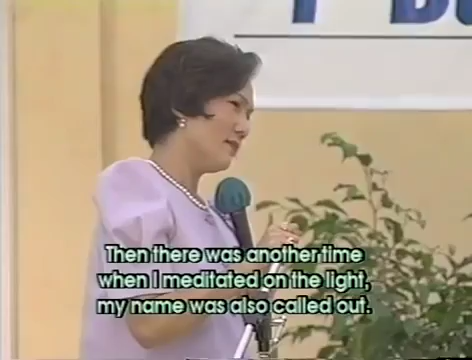 Then there was another time
when I meditated on the light,
my name was also called out.